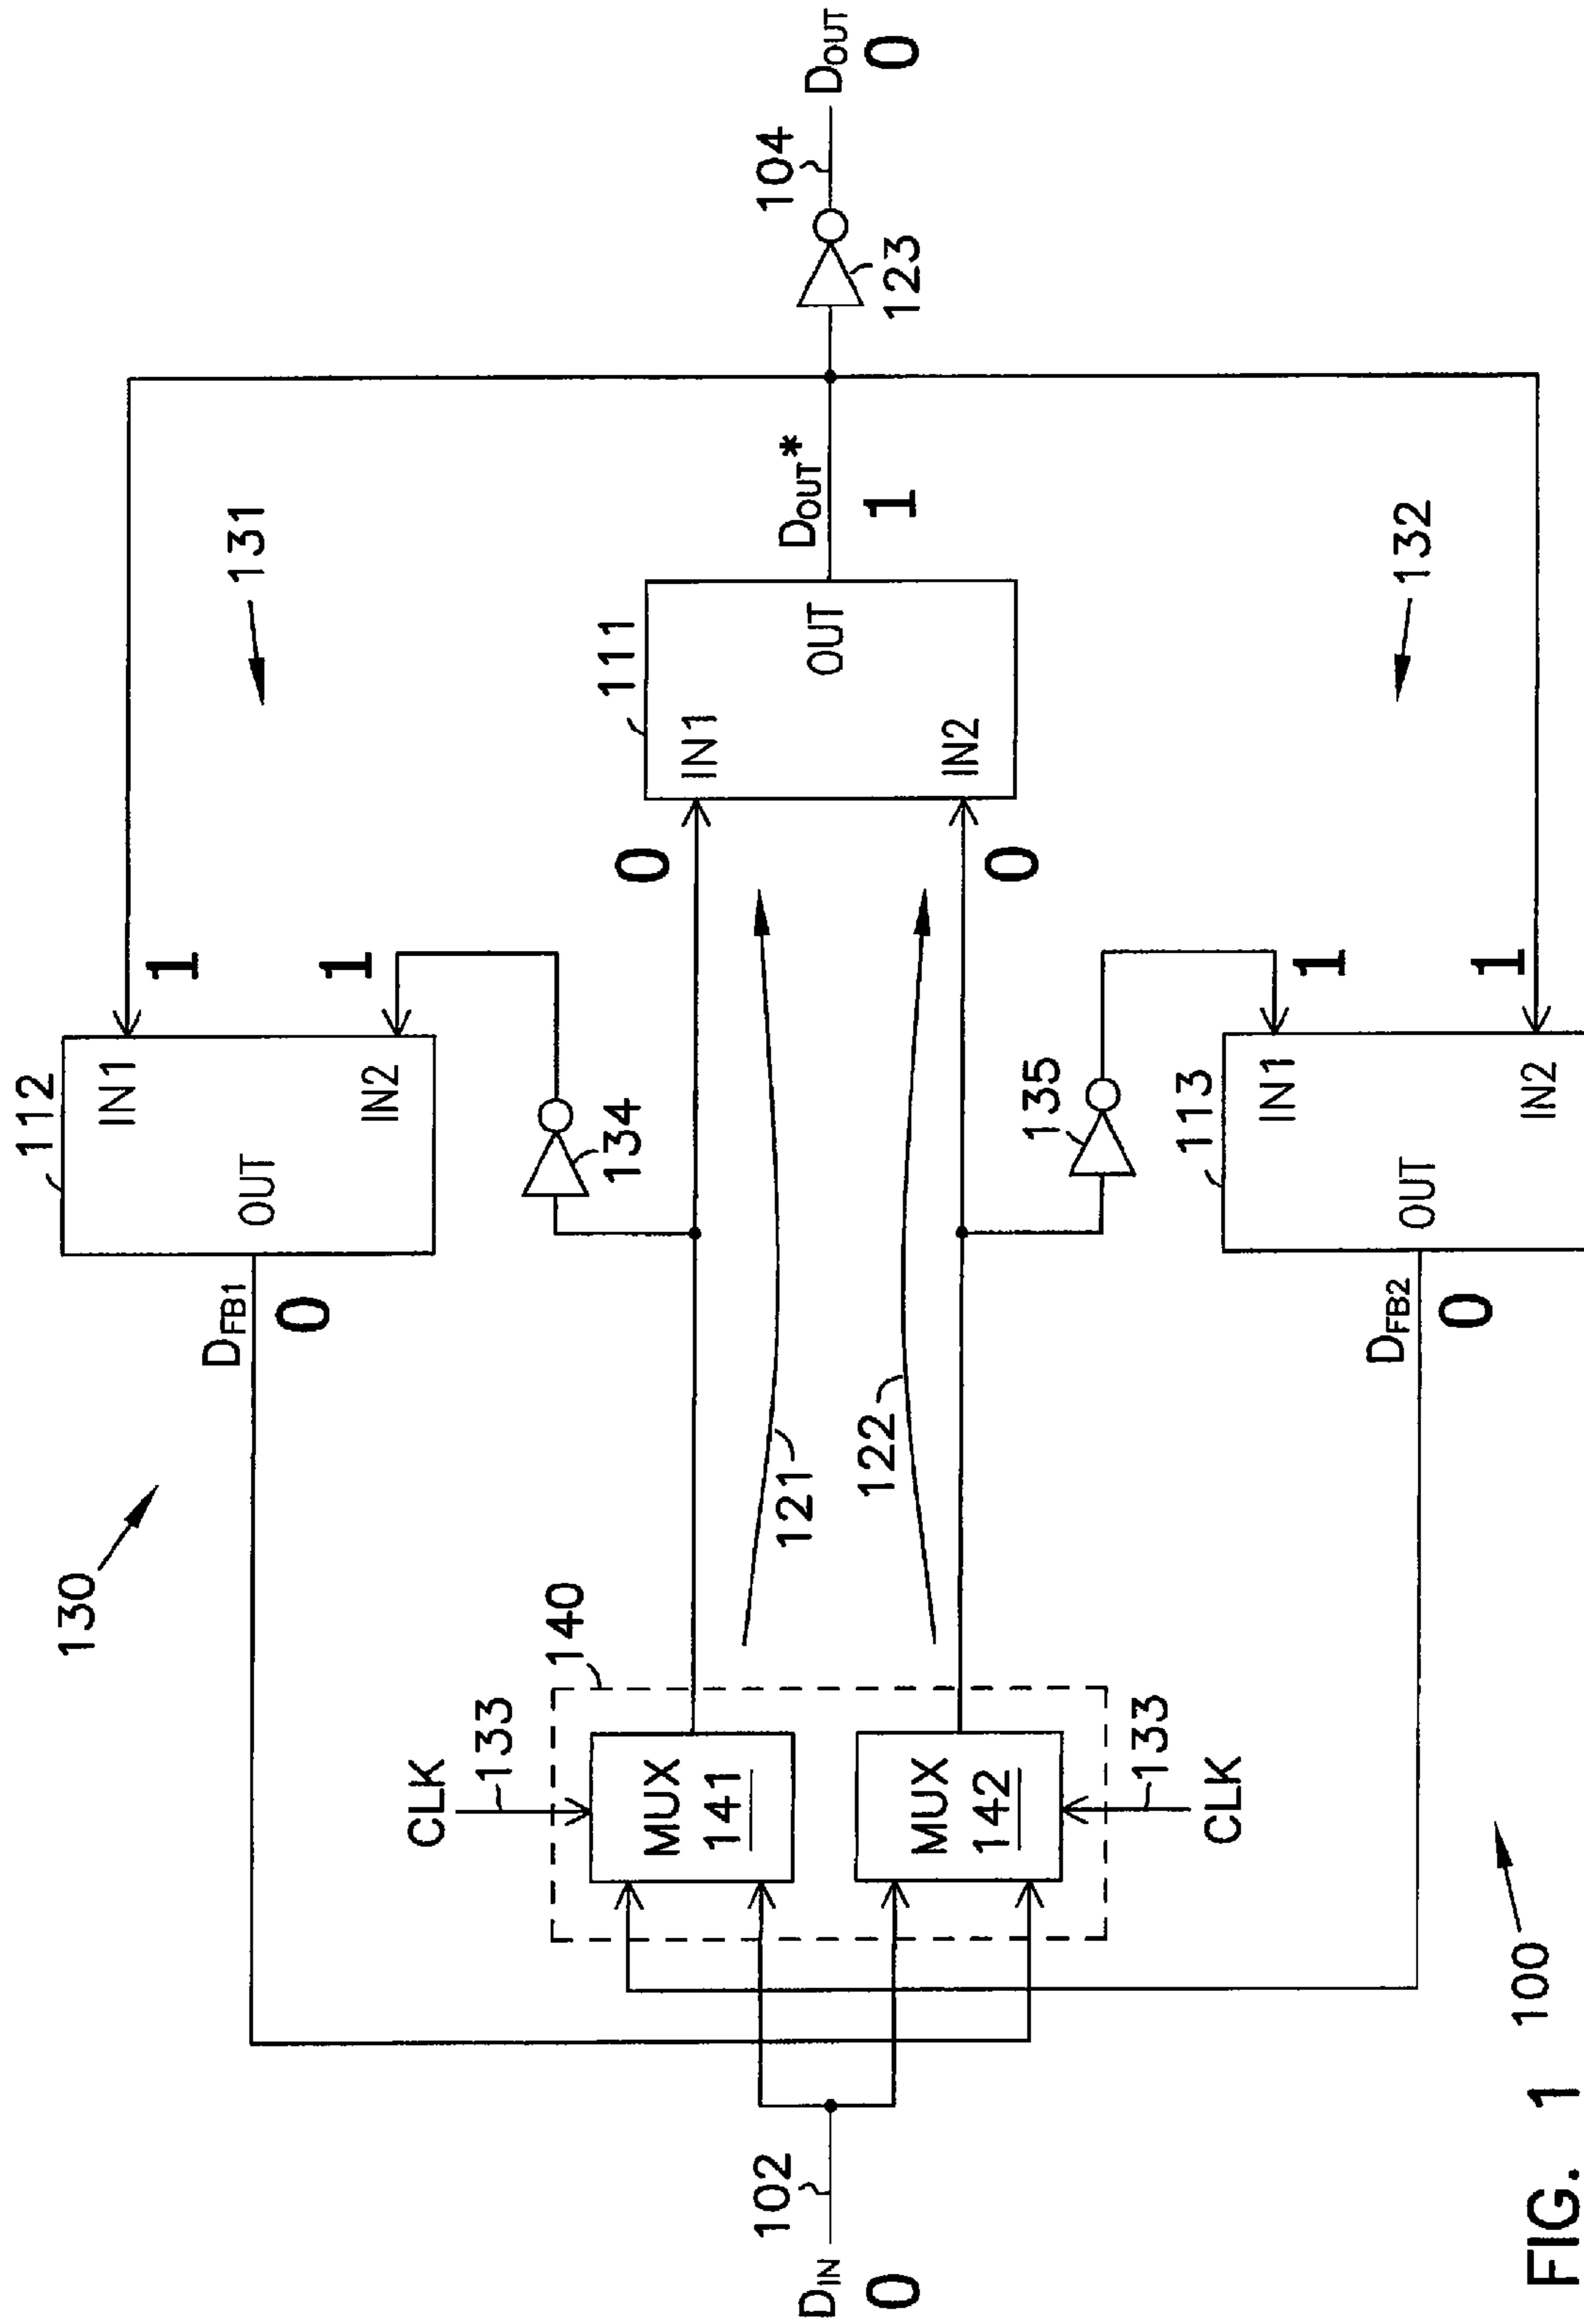 130
112
IN1
OUT
IN2
D_FB1
0
1
1
131
134
CLK
133
140
MUX
141
121
0
111
IN1
OUT
IN2
D_OUT*
1
104
D_OUT
0
123
102
D_IN
0
MUX
142
133
CLK
122
0
135
1
113
IN1
OUT
IN2
1
D_FB2
0
132
100
FIG. 1